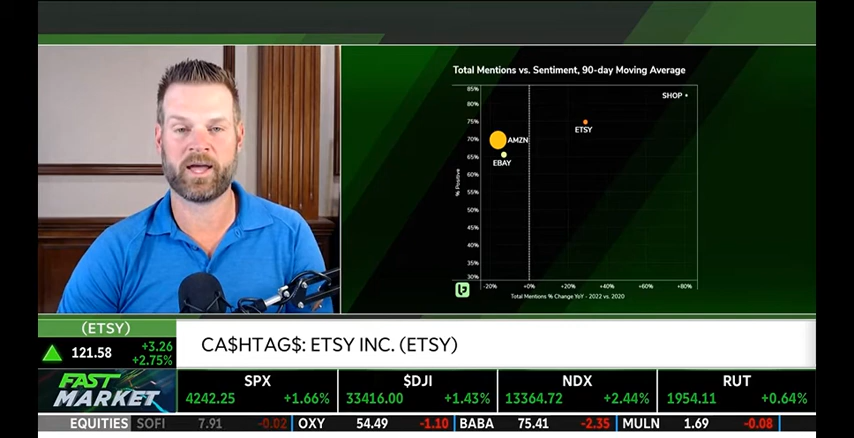 Total Mentions vs. Sentiment, 90-day Moving Average
85%
80%
75%
70%
65%
60%
55%
50%
45%
40%
35%
30%
% Positive
SHOP
ETSY
AMZN
EBAY
-20% +0% +20% +40% +60% +80%
Total Mentions % Change YoY - 2022 vs. 2020
(ETSY)
121.58 +3.26
+2.75%
CA$HTAG$: ETSY INC. (ETSY)
FAST
MARKET
SPX
4242.25 +1.66%
$DJI
33416.00 +1.43%
NDX
13364.72 +2.44%
RUT
1954.11 +0.64%
EQUITIES SOFI 7.91 -0.02 OXY 54.49 -1.10 BABA 75.41 -2.35 MULN 1.69 -0.08